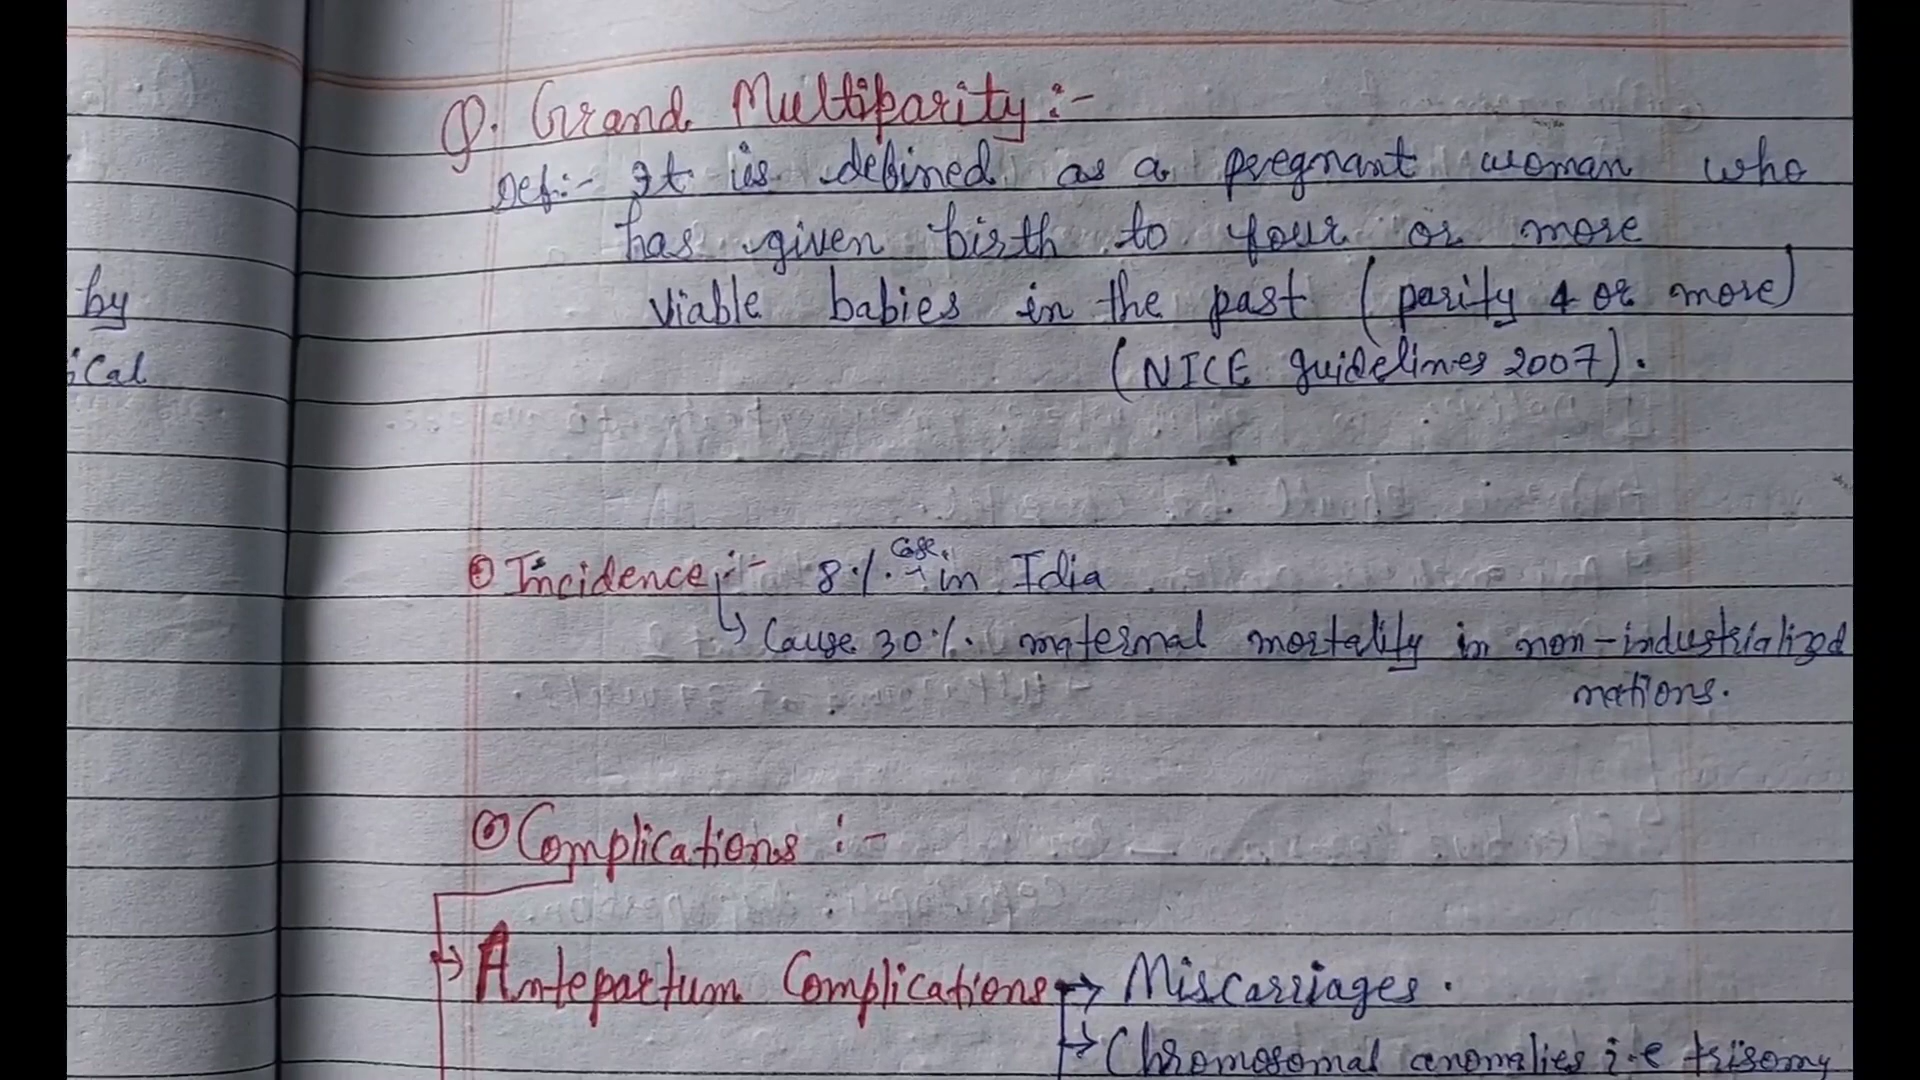 by
ical
Q. Grand Multiparity :-
Def:- It is defined as a pregnant woman who
has given birth to four or more
viable babies in the past (parity 4 or more)
(NICE guidelines 2007).
Incidence :- 8% case in Idia
↳ Cause 30% maternal mortality in non-industrialized
nations.
Complications :-
→ Antepartum Complications → Miscarriages.
→ Chromosomal anomalies i.e trisomy